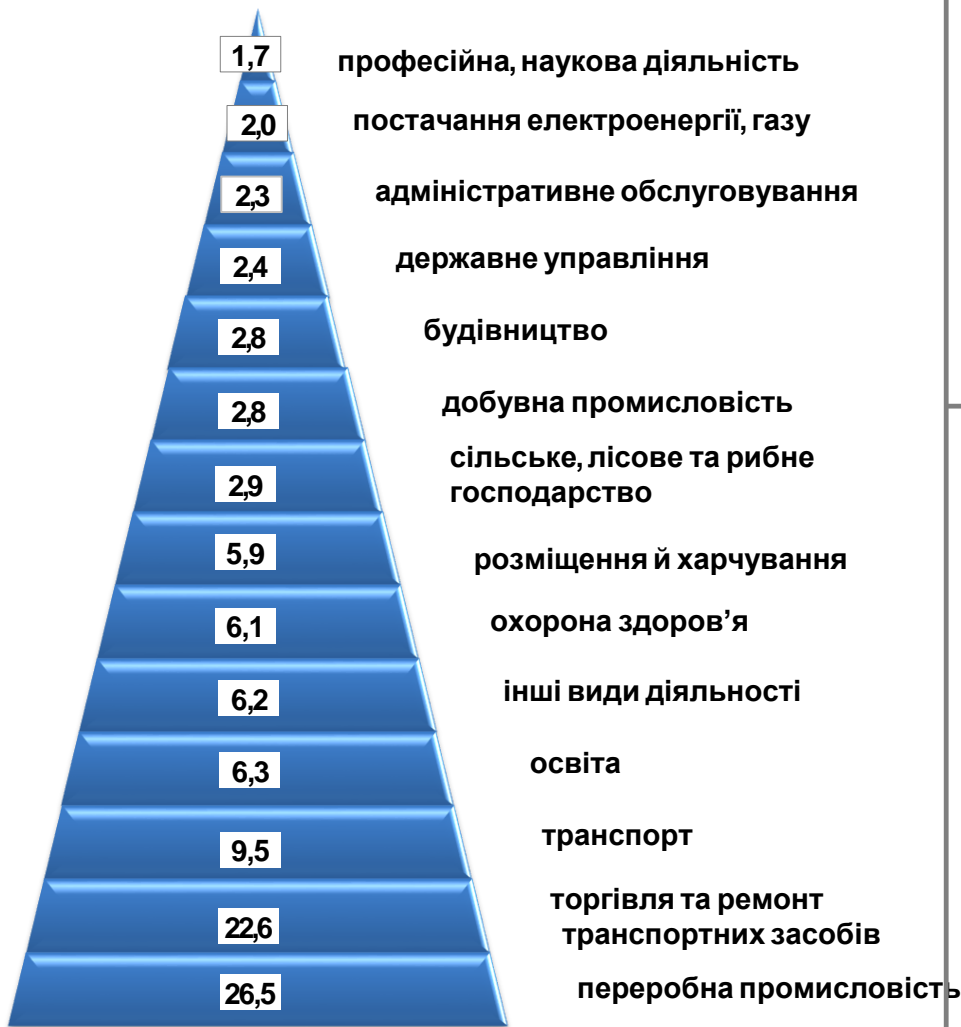 1,7 професійна, наукова діяльність
2,0 постачання електроенергії, газу
2,3 адміністративне обслуговування
2,4 державне управління
2,8 будівництво
2,8 добувна промисловість
2,9 сільське, лісове та рибне
господарство
5,9 розміщення й харчування
6,1 охорона здоров’я
6,2 інші види діяльності
6,3 освіта
9,5 транспорт
22,6 торгівля та ремонт
транспортних засобів
26,5 переробна промисловість